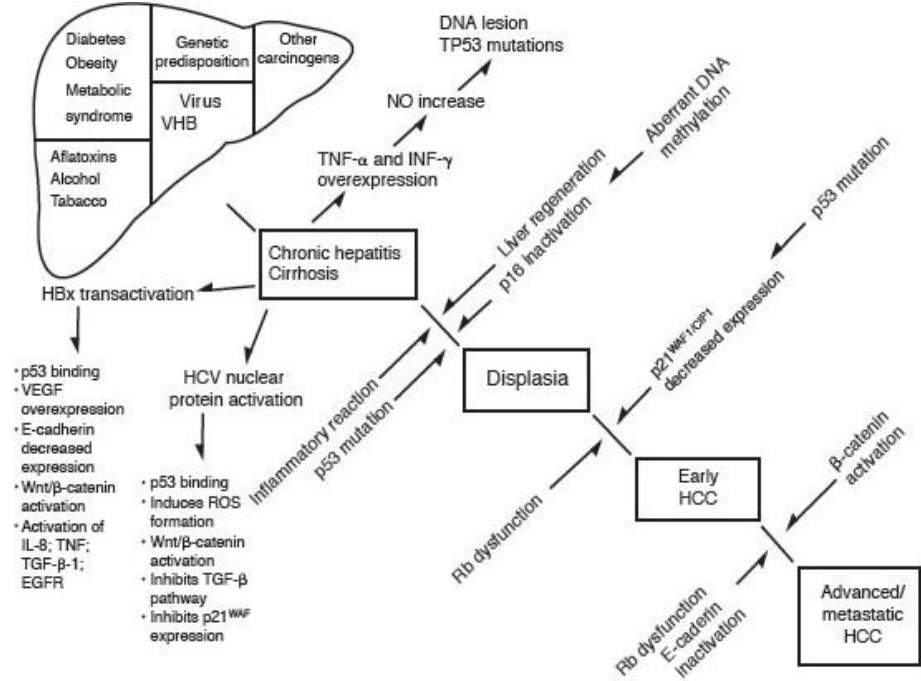 Diabetes
Obesity
Metabolic
syndrome
Genetic
predisposition
Other
carcinogens
Virus
VHB
Aflatoxins
Alcohol
Tabacco
DNA lesion
TP53 mutations
NO increase
TNF-α and INF-γ
overexpression
Chronic hepatitis
Cirrhosis
HBx transactivation
• p53 binding
• VEGF
overexpression
• E-cadherin
decreased
expression
• Wnt/β-catenin
activation
• Activation of
IL-8; TNF;
TGF-β-1;
EGFR
HCV nuclear
protein activation
• p53 binding
• Induces ROS
formation
• Wnt/β-catenin
activation
• Inhibits TGF-β
pathway
• Inhibits p21WAF
expression
Liver regeneration
p16 Inactivation
Aberrant DNA
methylation
Inflammatory reaction
p53 mutation
Displasia
p21WAF1/CIP1
decreased expression
p53 mutation
Rb dysfunction
Early
HCC
β-catenin
activation
Rb dysfunction
E-caderin
inactivation
Advanced/
metastatic
HCC